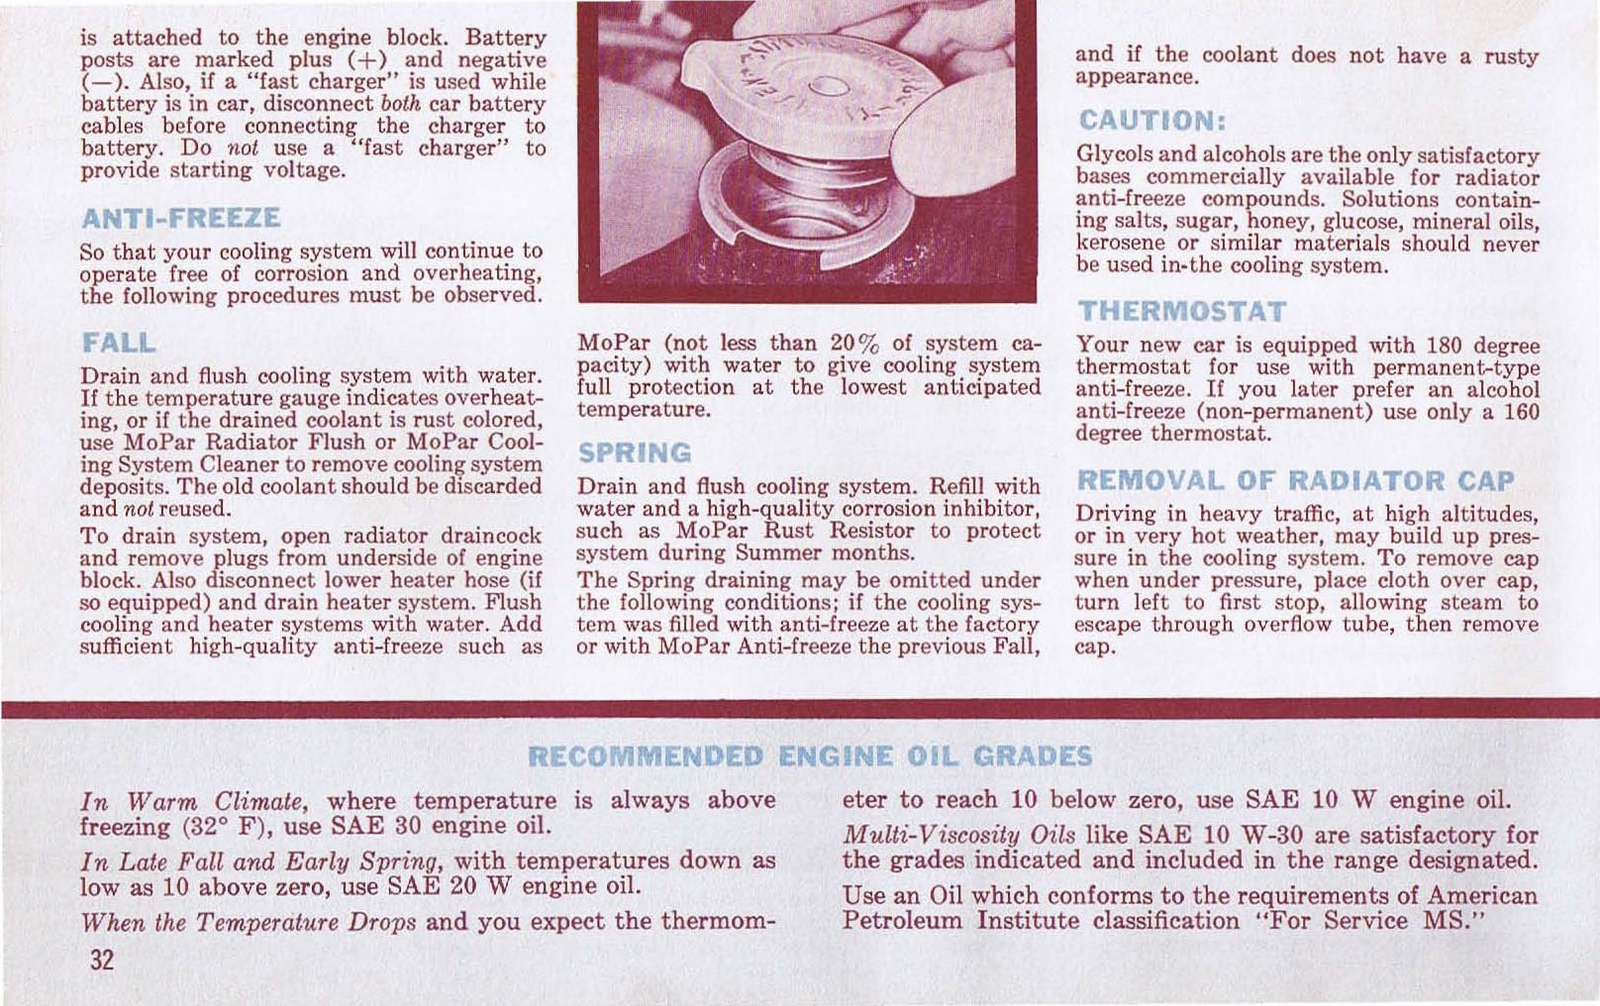 is attached to the engine block. Battery
posts are marked plus (+) and negative
(—). Also, if a “fast charger” is used while
battery is in car, disconnect both car battery
cables before connecting the charger to
battery. Do not use a “fast charger” to
provide starting voltage.
ANTI-FREEZE
So that your cooling system will continue to
operate free of corrosion and overheating,
the following procedures must be observed.
FALL
Drain and flush cooling system with water.
If the temperature gauge indicates overheat-
ing, or if the drained coolant is rust colored,
use MoPar Radiator Flush or MoPar Cool-
ing System Cleaner to remove cooling system
deposits. The old coolant should be discarded
and not reused.
To drain system, open radiator draincock
and remove plugs from underside of engine
block. Also disconnect lower heater hose (if
so equipped) and drain heater system. Flush
cooling and heater systems with water. Add
sufficient high-quality anti-freeze such as
MoPar (not less than 20% of system ca-
pacity) with water to give cooling system
full protection at the lowest anticipated
temperature.
SPRING
Drain and flush cooling system. Refill with
water and a high-quality corrosion inhibitor,
such as MoPar Rust Resistor to protect
system during Summer months.
The Spring draining may be omitted under
the following conditions; if the cooling sys-
tem was filled with anti-freeze at the factory
or with MoPar Anti-freeze the previous Fall,
and if the coolant does not have a rusty
appearance.
CAUTION:
Glycols and alcohols are the only satisfactory
bases commercially available for radiator
anti-freeze compounds. Solutions contain-
ing salts, sugar, honey, glucose, mineral oils,
kerosene or similar materials should never
be used in-the cooling system.
THERMOSTAT
Your new car is equipped with 180 degree
thermostat for use with permanent-type
anti-freeze. If you later prefer an alcohol
anti-freeze (non-permanent) use only a 160
degree thermostat.
REMOVAL OF RADIATOR CAP
Driving in heavy traffic, at high altitudes,
or in very hot weather, may build up pres-
sure in the cooling system. To remove cap
when under pressure, place cloth over cap,
turn left to first stop, allowing steam to
escape through overflow tube, then remove
cap.
RECOMMENDED ENGINE OIL GRADES
In Warm Climate, where temperature is always above
freezing (32° F), use SAE 30 engine oil.
In Late Fall and Early Spring, with temperatures down as
low as 10 above zero, use SAE 20 W engine oil.
When the Temperature Drops and you expect the thermom-
eter to reach 10 below zero, use SAE 10 W engine oil.
Multi-Viscosity Oils like SAE 10 W-30 are satisfactory for
the grades indicated and included in the range designated.
Use an Oil which conforms to the requirements of American
Petroleum Institute classification “For Service MS.”
32